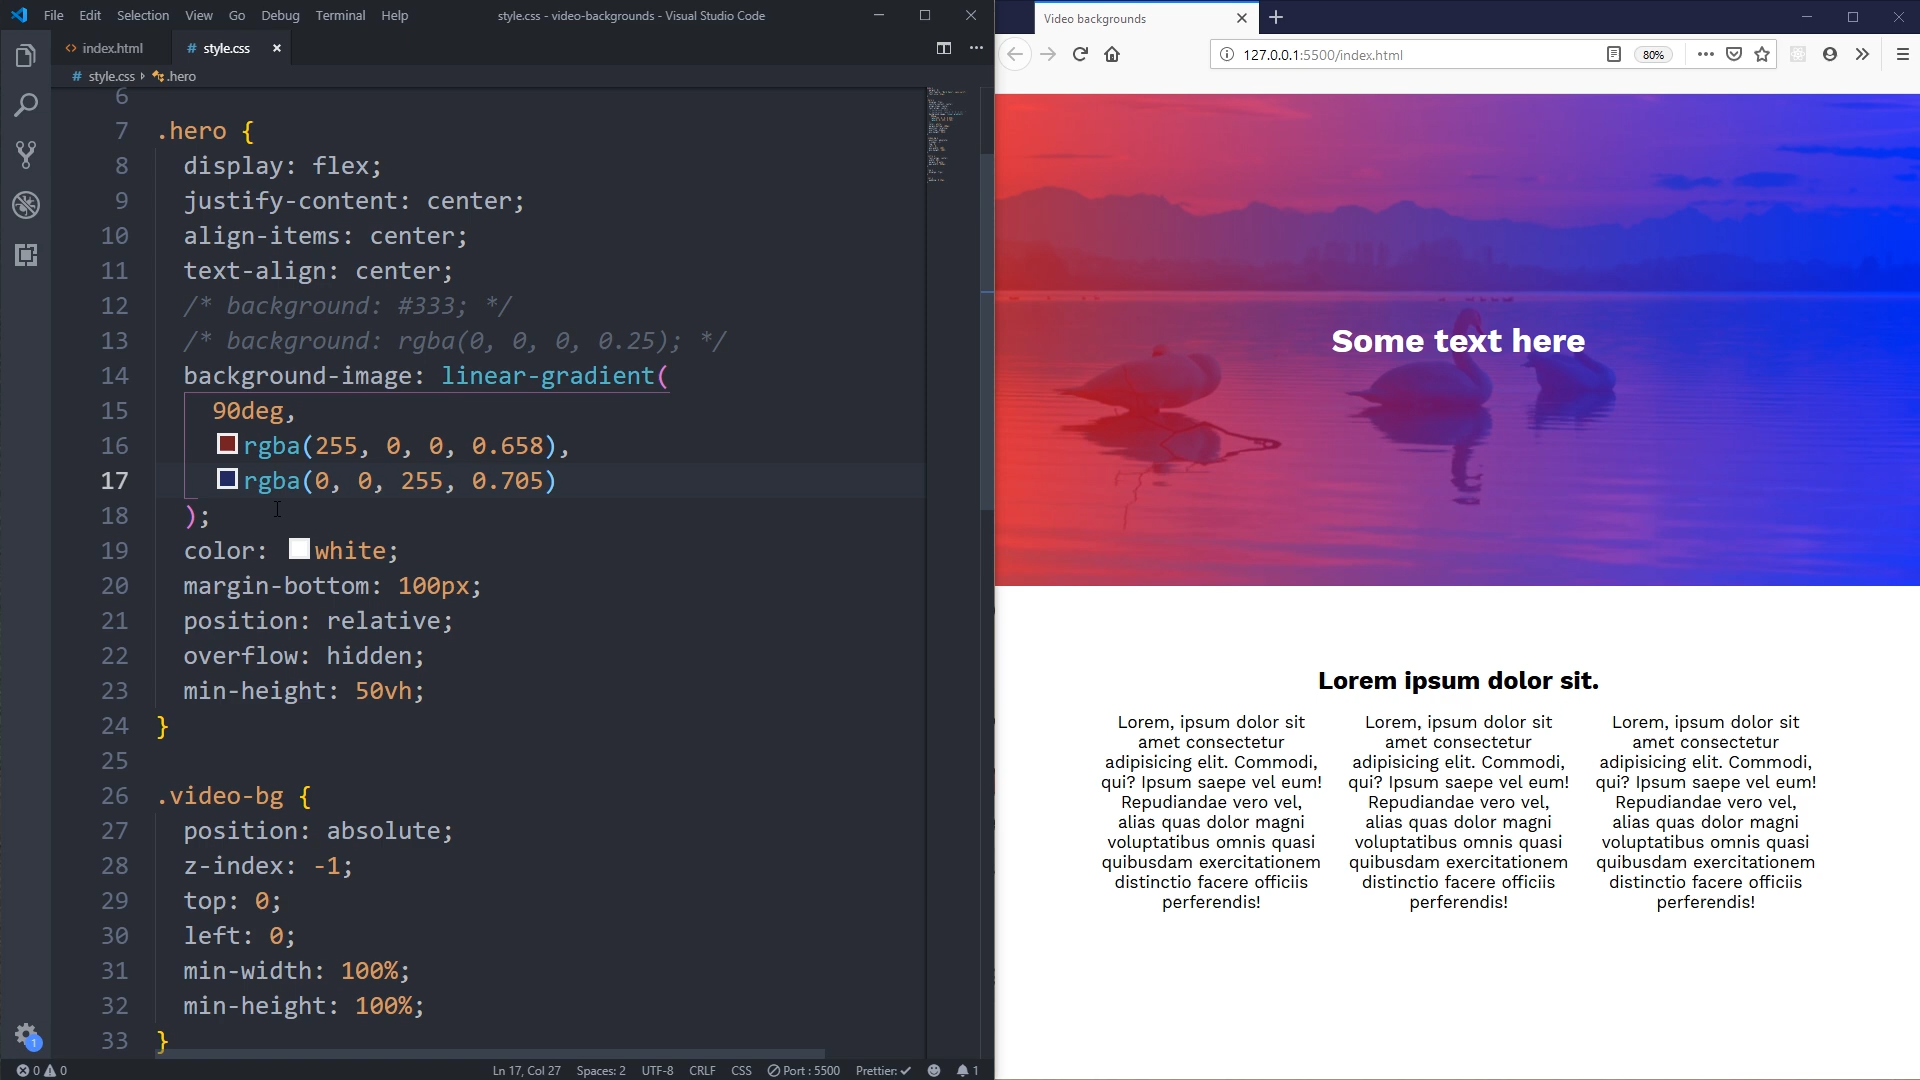 File Edit Selection View Go Debug Terminal Help
style.css - video-backgrounds - Visual Studio Code
index.html
style.css
style.css .hero
6
7 .hero {
8 display: flex;
9 justify-content: center;
10 align-items: center;
11 text-align: center;
12 /* background: #333; */
13 /* background: rgba(0, 0, 0, 0.25); */
14 background-image: linear-gradient(
15 90deg,
16 rgba(255, 0, 0, 0.658),
17 rgba(0, 0, 255, 0.705)
18 );
19 color: white;
20 margin-bottom: 100px;
21 position: relative;
22 overflow: hidden;
23 min-height: 50vh;
24 }
25
26 .video-bg {
27 position: absolute;
28 z-index: -1;
29 top: 0;
30 left: 0;
31 min-width: 100%;
32 min-height: 100%;
33 }
1
0 0
Ln 17, Col 27 Spaces: 2 UTF-8 CRLF CSS Port : 5500 Prettier: 1
Video backgrounds
127.0.0.1:5500/index.html
80%
Some text here
Lorem ipsum dolor sit.
Lorem, ipsum dolor sit
amet consectetur
adipisicing elit. Commodi,
qui? Ipsum saepe vel eum!
Repudiandae vero vel,
alias quas dolor magni
voluptatibus omnis quasi
quibusdam exercitationem
distinctio facere officiis
perferendis!
Lorem, ipsum dolor sit
amet consectetur
adipisicing elit. Commodi,
qui? Ipsum saepe vel eum!
Repudiandae vero vel,
alias quas dolor magni
voluptatibus omnis quasi
quibusdam exercitationem
distinctio facere officiis
perferendis!
Lorem, ipsum dolor sit
amet consectetur
adipisicing elit. Commodi,
qui? Ipsum saepe vel eum!
Repudiandae vero vel,
alias quas dolor magni
voluptatibus omnis quasi
quibusdam exercitationem
distinctio facere officiis
perferendis!